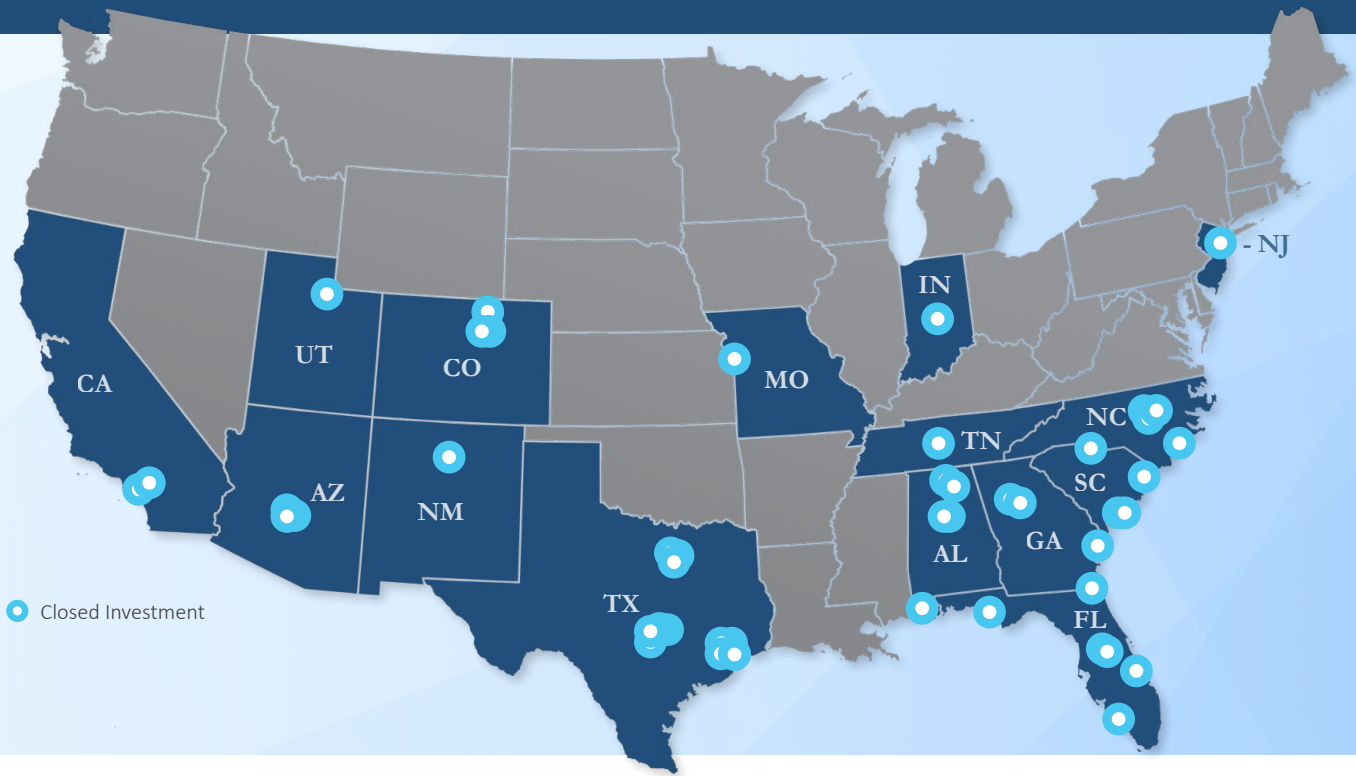 - NJ
IN
UT
CO
CA
MO
NC
TN
AZ
SC
NM
GA
AL
TX
Closed Investment
FL